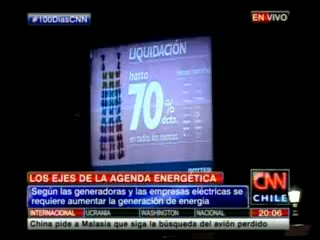 #100DíasCNN
EN VIVO
LIQUIDACIÓN
hasta
70%
dcto.
en todas las marcas
LOS EJES DE LA AGENDA ENERGÉTICA
Según las generadoras y las empresas eléctricas se
requiere aumentar la generación de energía
CNN
CHILE
INTERNACIONAL UCRANIA WASHINGTON NACIONAL
20:06
China pide a Malasia que siga la búsqueda del avión perdido